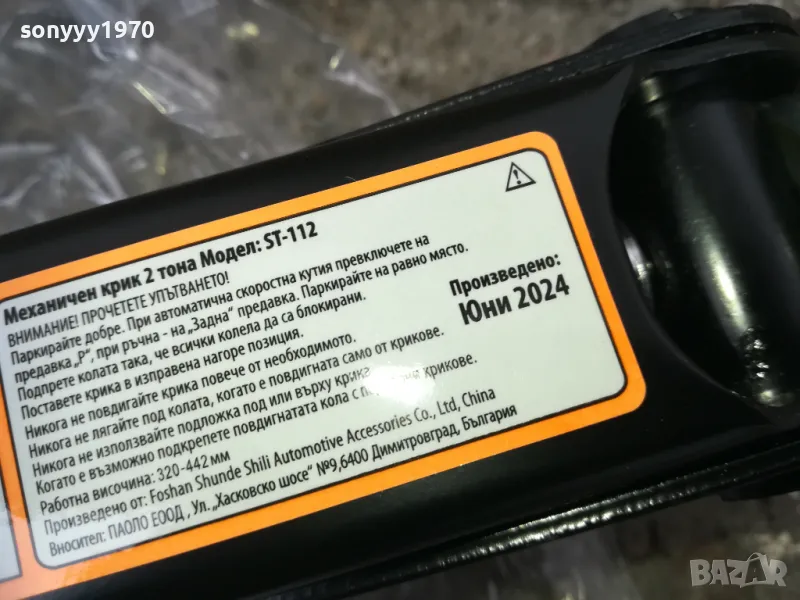 sonyyy1970
Механичен крик 2 тона Модел: ST-112
ВНИМАНИЕ! ПРОЧЕТЕТЕ УПЪТВАНЕТО!
Паркирайте добре. При автоматична скоростна кутия превключете на
предавка „P", при ръчна - на „Задна" предавка. Паркирайте на равно място.
Подпрете колата така, че всички колела да са блокирани.
Поставете крика в изправена нагоре позиция.
Никога не повдигайте крика повече от необходимото.
Никога не лягайте под колата, когато е повдигната само от крикове.
Никога не използвайте подложка под или върху крика
Когато е възможно подкрепете повдигнатата кола с крикове.
Работна височина: 320-442 мм
Произведено от: Foshan Shunde Shili Automotive Accessories Co., Ltd, China
Вносител: ПАОЛО ЕООД , Ул. „Хасковско шосе" №9,6400 Димитровград, България
Произведено:
Юни 2024
BAZAR